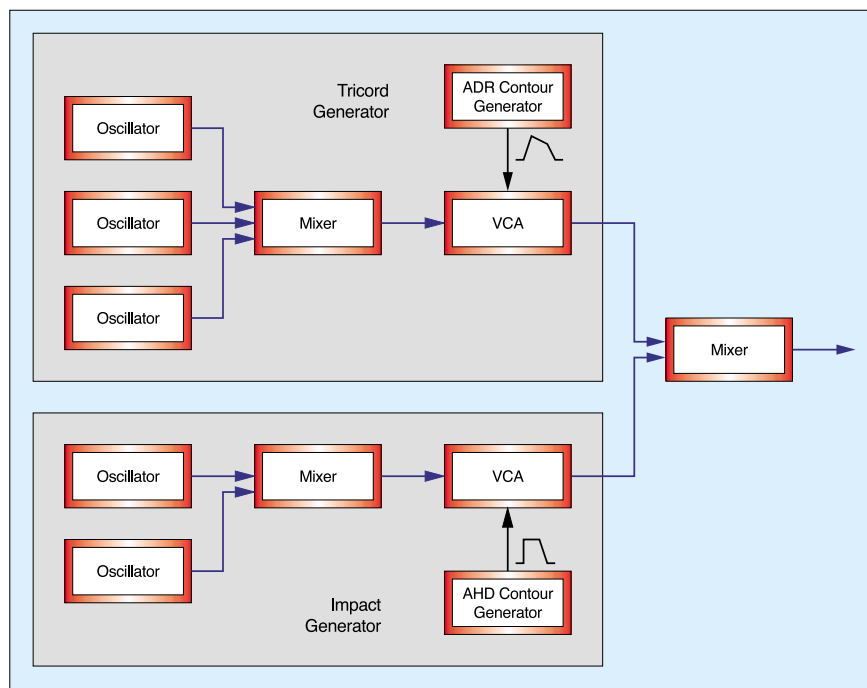 Tricord
Generator
ADR Contour
Generator
Oscillator
Oscillator
Mixer
VCA
Oscillator
Mixer
Oscillator
Mixer
VCA
Oscillator
Impact
Generator
AHD Contour
Generator